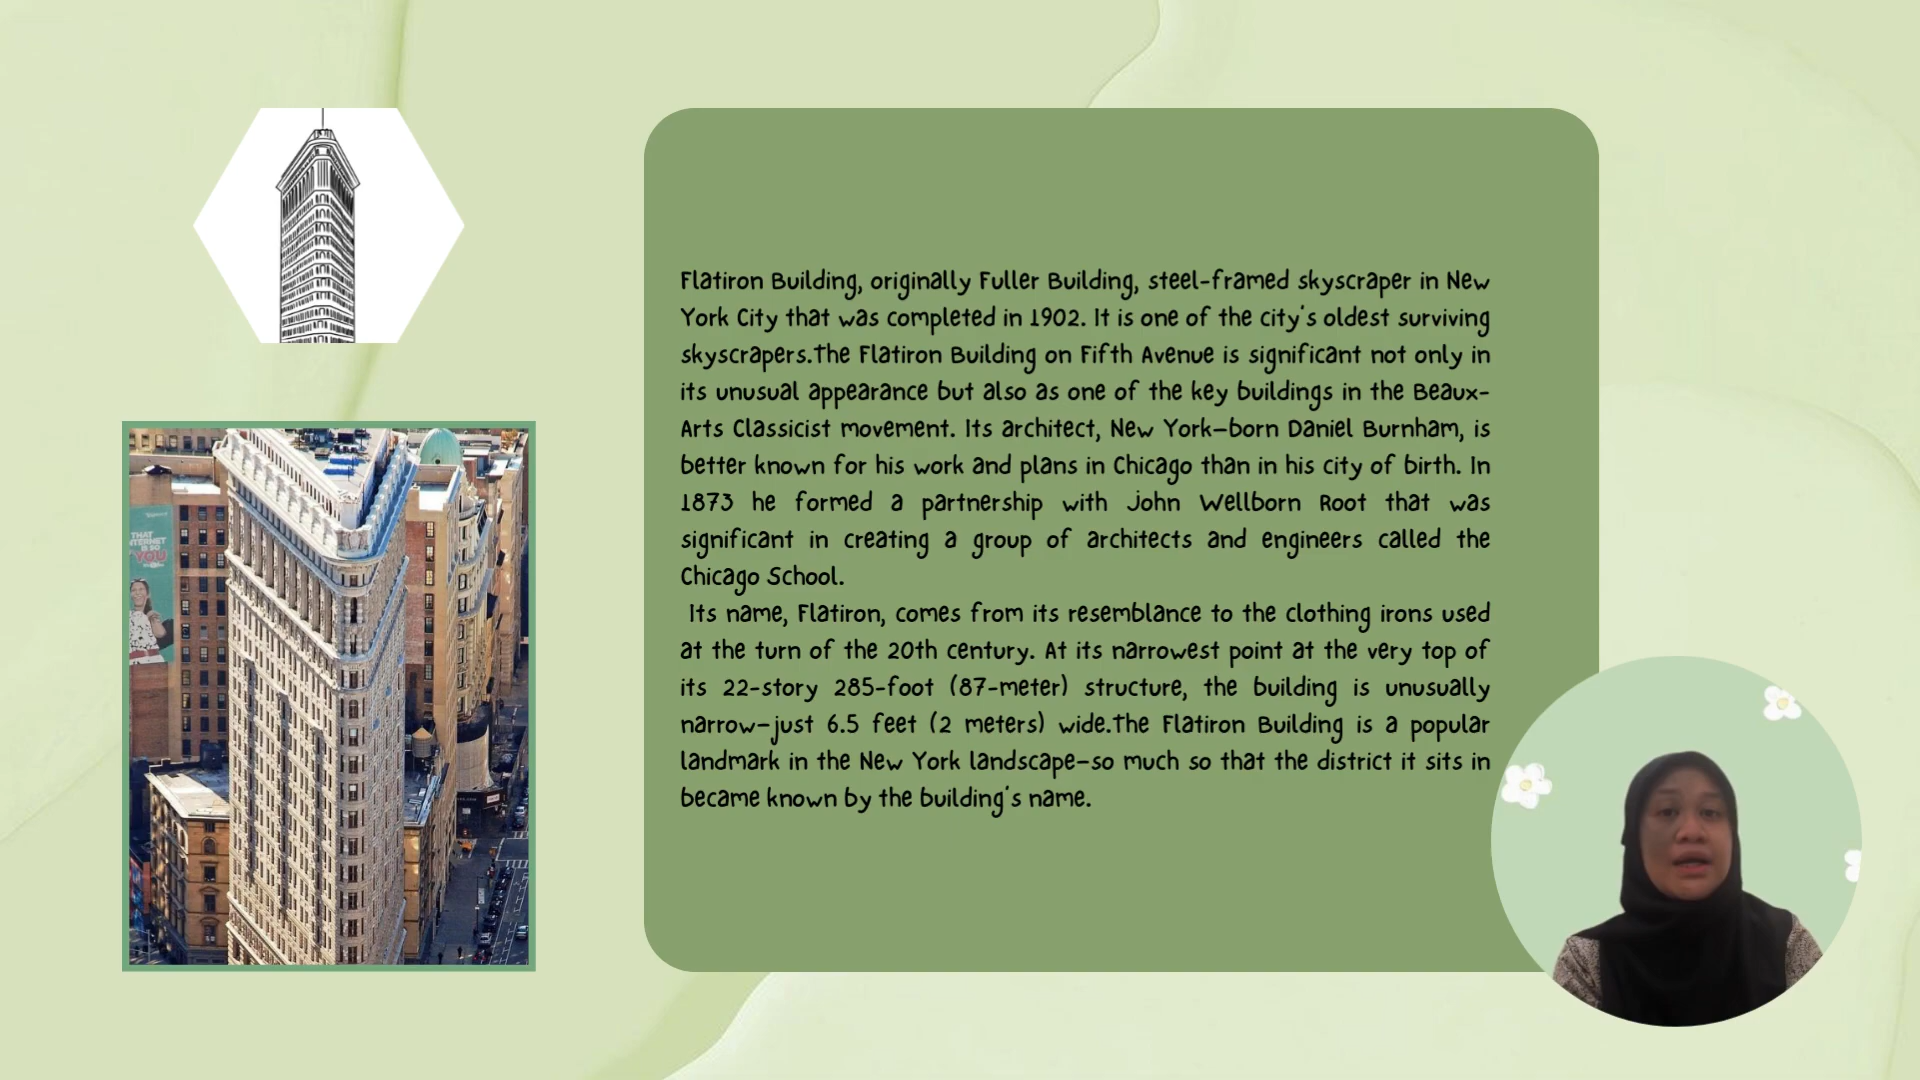 Flatiron Building, originally Fuller Building, steel-framed skyscraper in New
York City that was completed in 1902. It is one of the city's oldest surviving
skyscrapers.The Flatiron Building on Fifth Avenue is significant not only in
its unusual appearance but also as one of the key buildings in the Beaux-
Arts Classicist movement. Its architect, New York–born Daniel Burnham, is
better known for his work and plans in Chicago than in his city of birth. In
1873 he formed a partnership with John Wellborn Root that was
significant in creating a group of architects and engineers called the
Chicago School.
Its name, Flatiron, comes from its resemblance to the clothing irons used
at the turn of the 20th century. At its narrowest point at the very top of
its 22-story 285-foot (87-meter) structure, the building is unusually
narrow—just 6.5 feet (2 meters) wide.The Flatiron Building is a popular
landmark in the New York landscape—so much so that the district it sits in
became known by the building's name.
THAT
INTERNET
IS SO
YOU